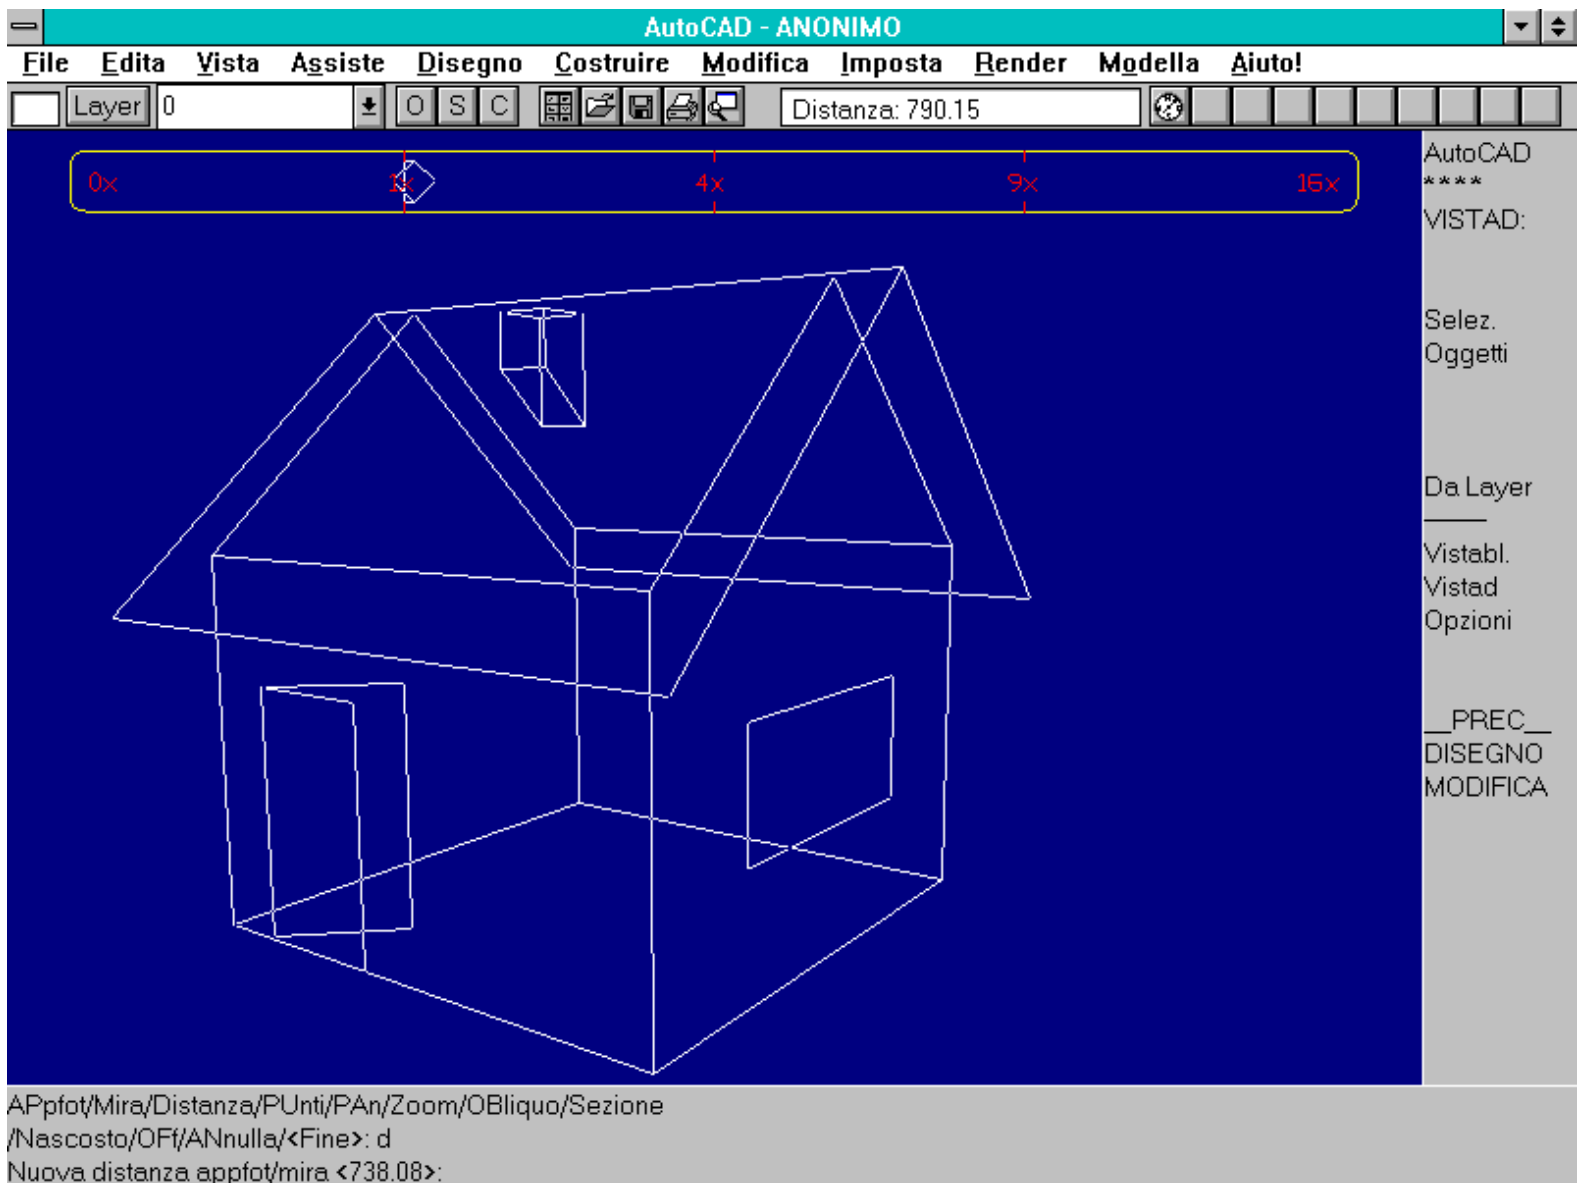 AutoCAD - ANONIMO
File Edita Vista Assiste Disegno Costruire Modifica Imposta Render Modella Aiuto!
Layer 0 O S C Distanza: 790.15
0x 1x 4x 9x 16x
AutoCAD
****
VISTAD:
Selez.
Oggetti
Da Layer
Vistabl.
Vistad
Opzioni
__PREC__
DISEGNO
MODIFICA
APpfot/Mira/Distanza/PUnti/PAn/Zoom/OBliquo/Sezione
/Nascosto/OFf/ANnulla/<Fine>: d
Nuova distanza appfot/mira <738.08>: